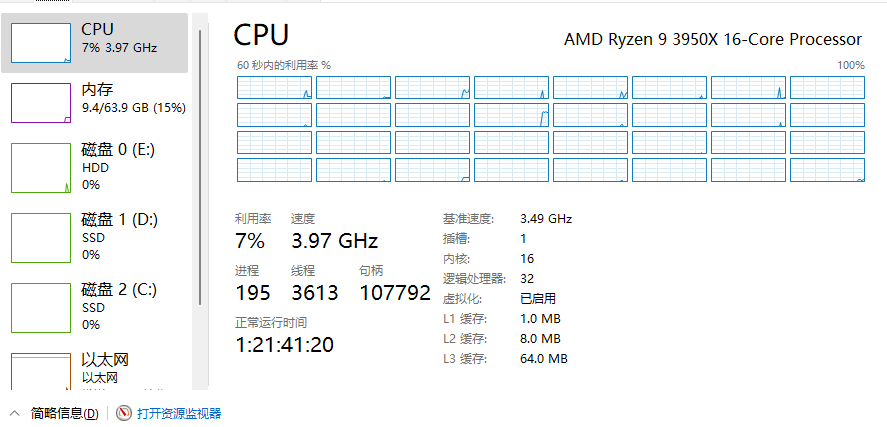 CPU
7% 3.97 GHz
内存
9.4/63.9 GB (15%)
磁盘 0 (E:)
HDD
0%
磁盘 1 (D:)
SSD
0%
磁盘 2 (C:)
SSD
0%
以太网
以太网
CPU
AMD Ryzen 9 3950X 16-Core Processor
60 秒内的利用率 % 100%
利用率 速度
7% 3.97 GHz
进程 线程 句柄
195 3613 107792
正常运行时间
1:21:41:20
基准速度: 3.49 GHz
插槽: 1
内核: 16
逻辑处理器: 32
虚拟化: 已启用
L1 缓存: 1.0 MB
L2 缓存: 8.0 MB
L3 缓存: 64.0 MB
简略信息(D) 打开资源监视器